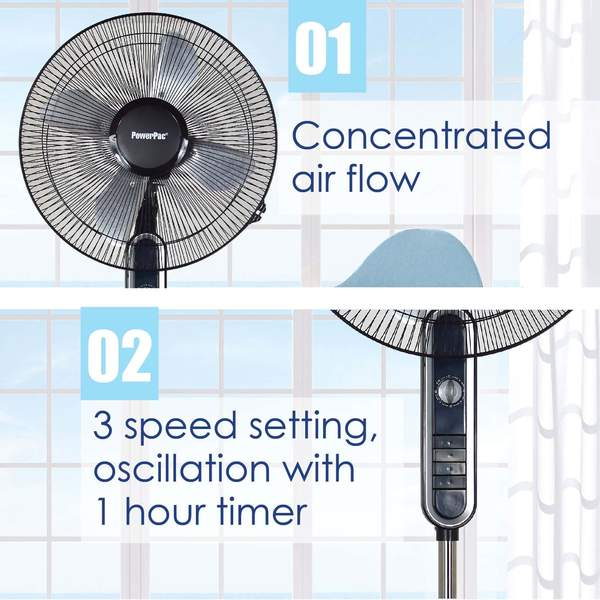 01
PowerPac®
Concentrated
air flow
02
3 speed setting,
oscillation with
1 hour timer